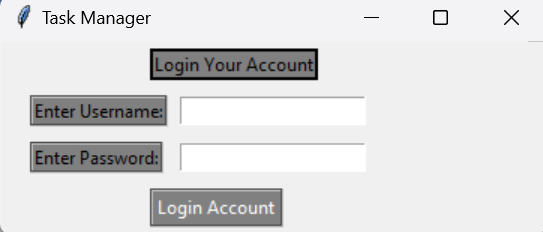 Task Manager
Login Your Account
Enter Username:
Enter Password:
Login Account